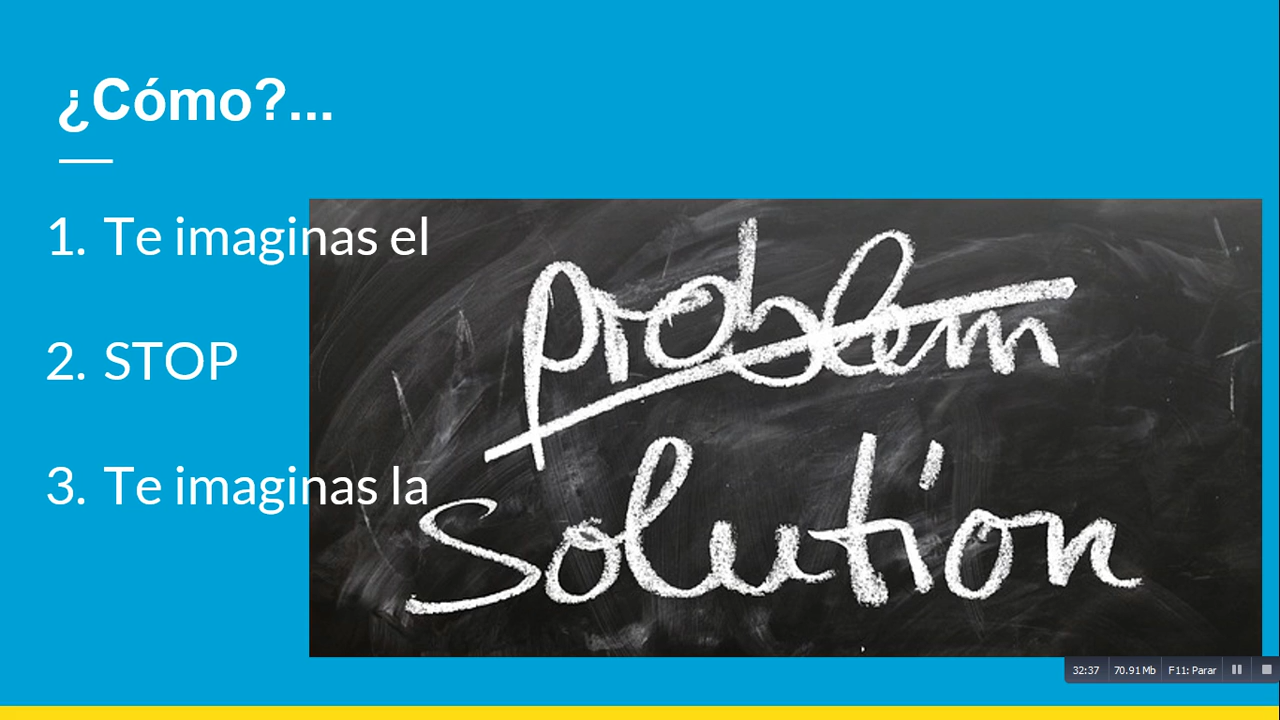 ¿Cómo?...
1. Te imaginas el
problem
2. STOP
3. Te imaginas la
Solution
32:37 70.91 Mb F11: Parar